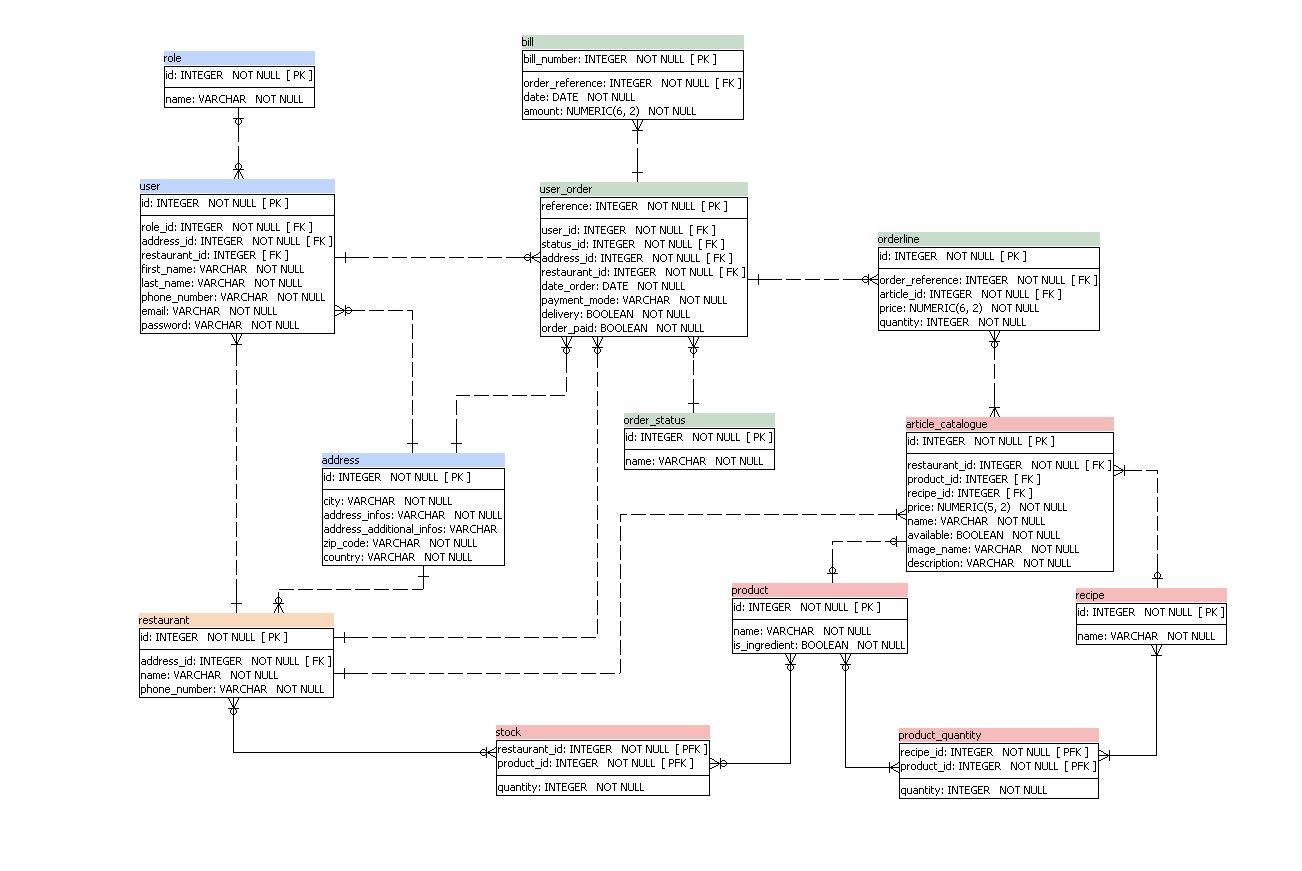 role
id: INTEGER NOT NULL [ PK ]
name: VARCHAR NOT NULL
bill
bill_number: INTEGER NOT NULL [ PK ]
order_reference: INTEGER NOT NULL [ FK ]
date: DATE NOT NULL
amount: NUMERIC(6, 2) NOT NULL
user
id: INTEGER NOT NULL [ PK ]
role_id: INTEGER NOT NULL [ FK ]
address_id: INTEGER NOT NULL [ FK ]
restaurant_id: INTEGER [ FK ]
first_name: VARCHAR NOT NULL
last_name: VARCHAR NOT NULL
phone_number: VARCHAR NOT NULL
email: VARCHAR NOT NULL
password: VARCHAR NOT NULL
user_order
reference: INTEGER NOT NULL [ PK ]
user_id: INTEGER NOT NULL [ FK ]
status_id: INTEGER NOT NULL [ FK ]
address_id: INTEGER NOT NULL [ FK ]
restaurant_id: INTEGER NOT NULL [ FK ]
date_order: DATE NOT NULL
payment_mode: VARCHAR NOT NULL
delivery: BOOLEAN NOT NULL
order_paid: BOOLEAN NOT NULL
orderline
id: INTEGER NOT NULL [ PK ]
order_reference: INTEGER NOT NULL [ FK ]
article_id: INTEGER NOT NULL [ FK ]
price: NUMERIC(6, 2) NOT NULL
quantity: INTEGER NOT NULL
order_status
id: INTEGER NOT NULL [ PK ]
name: VARCHAR NOT NULL
article_catalogue
id: INTEGER NOT NULL [ PK ]
restaurant_id: INTEGER NOT NULL [ FK ]
product_id: INTEGER [ FK ]
recipe_id: INTEGER [ FK ]
price: NUMERIC(5, 2) NOT NULL
name: VARCHAR NOT NULL
available: BOOLEAN NOT NULL
image_name: VARCHAR NOT NULL
description: VARCHAR NOT NULL
address
id: INTEGER NOT NULL [ PK ]
city: VARCHAR NOT NULL
address_infos: VARCHAR NOT NULL
address_additional_infos: VARCHAR
zip_code: VARCHAR NOT NULL
country: VARCHAR NOT NULL
product
id: INTEGER NOT NULL [ PK ]
name: VARCHAR NOT NULL
is_ingredient: BOOLEAN NOT NULL
recipe
id: INTEGER NOT NULL [ PK ]
name: VARCHAR NOT NULL
restaurant
id: INTEGER NOT NULL [ PK ]
address_id: INTEGER NOT NULL [ FK ]
name: VARCHAR NOT NULL
phone_number: VARCHAR NOT NULL
stock
restaurant_id: INTEGER NOT NULL [ PFK ]
product_id: INTEGER NOT NULL [ PFK ]
quantity: INTEGER NOT NULL
product_quantity
recipe_id: INTEGER NOT NULL [ PFK ]
product_id: INTEGER NOT NULL [ PFK ]
quantity: INTEGER NOT NULL